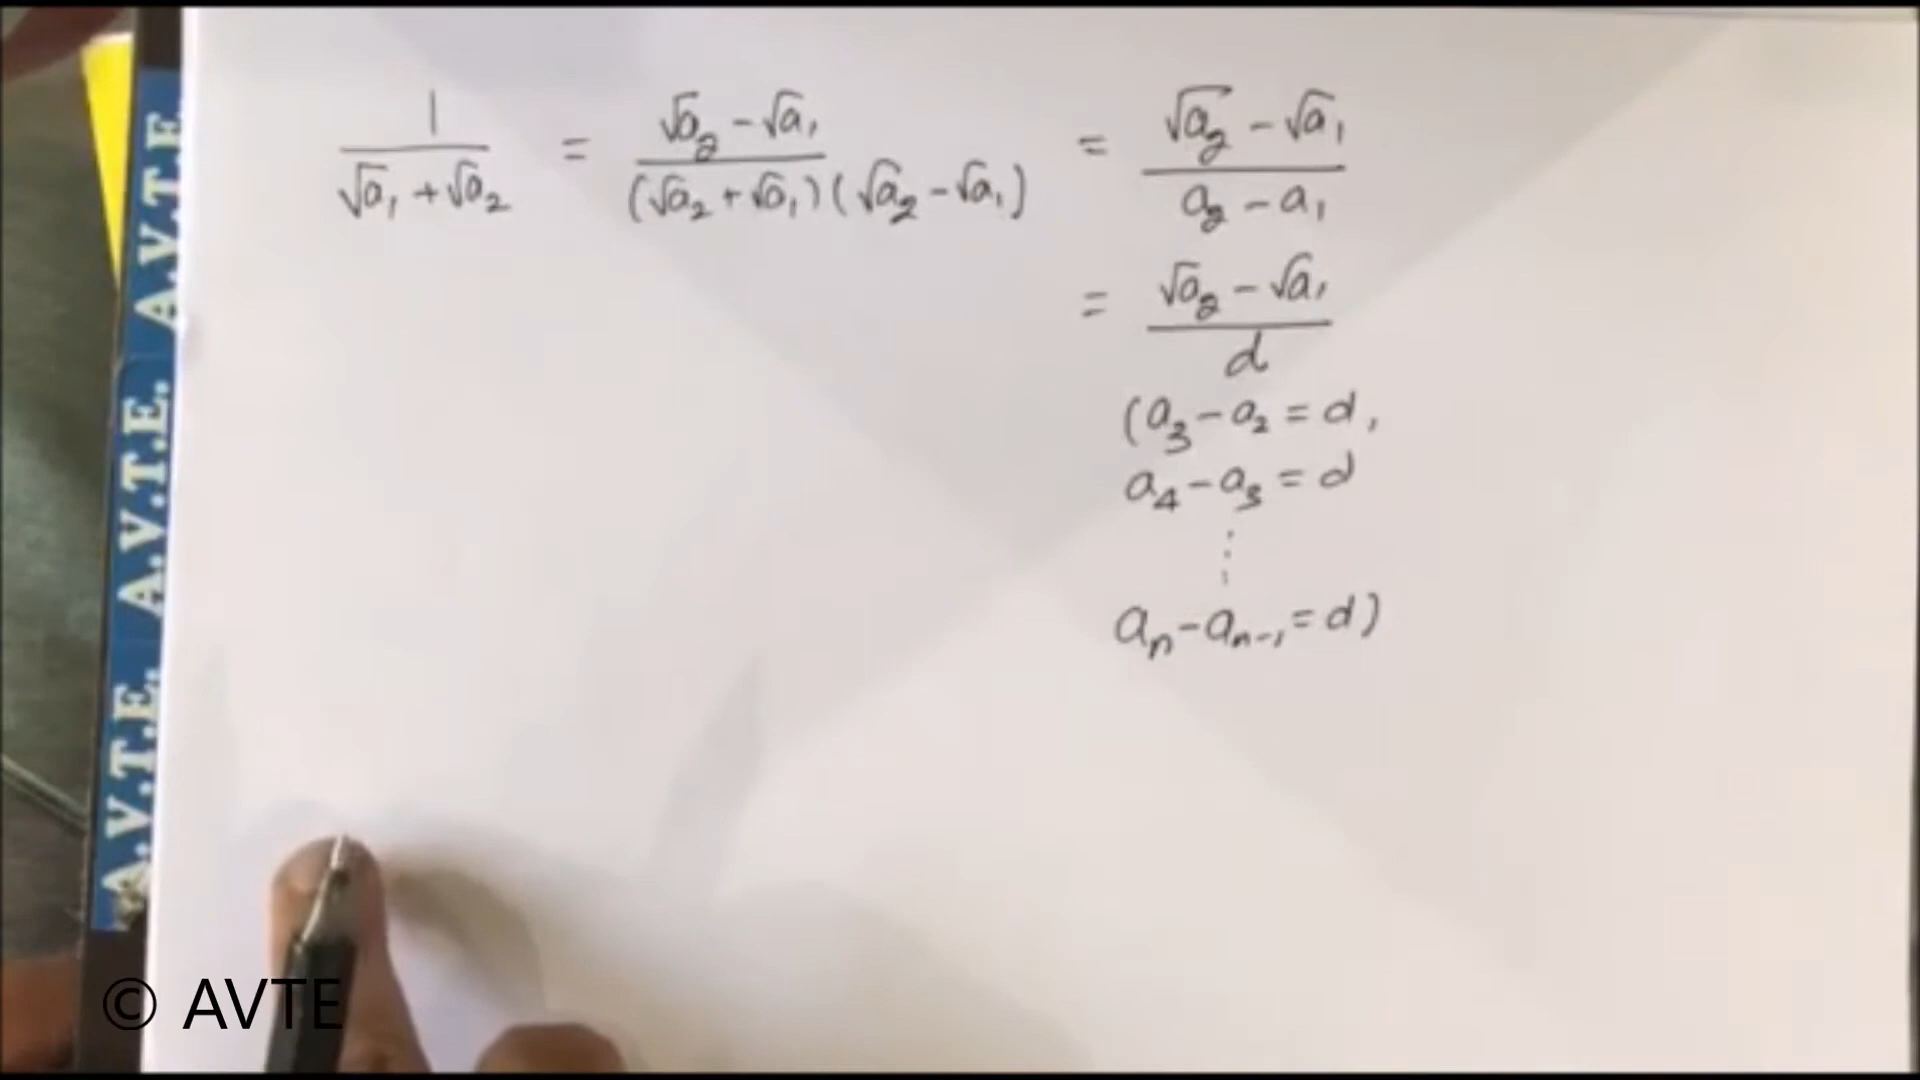 1/(√a₁ + √a₂) = (√a₂ − √a₁)/((√a₂ + √a₁)(√a₂ − √a₁)) = (√a₂ − √a₁)/(a₂ − a₁)
= (√a₂ − √a₁)/d
(a₃ − a₂ = d,
a₄ − a₃ = d
⋮
aₙ − aₙ₋₁ = d)
A.V.T.E.
A.V.T.E.
A.V.T.E.
© AVTE